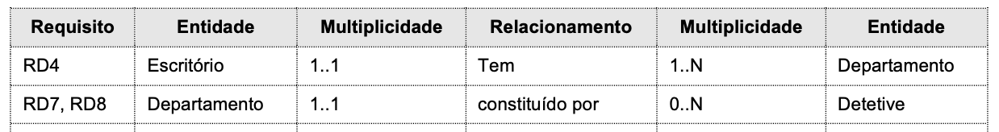 Requisito Entidade Multiplicidade Relacionamento Multiplicidade Entidade
RD4 Escritório 1..1 Tem 1..N Departamento
RD7, RD8 Departamento 1..1 constituído por 0..N Detetive